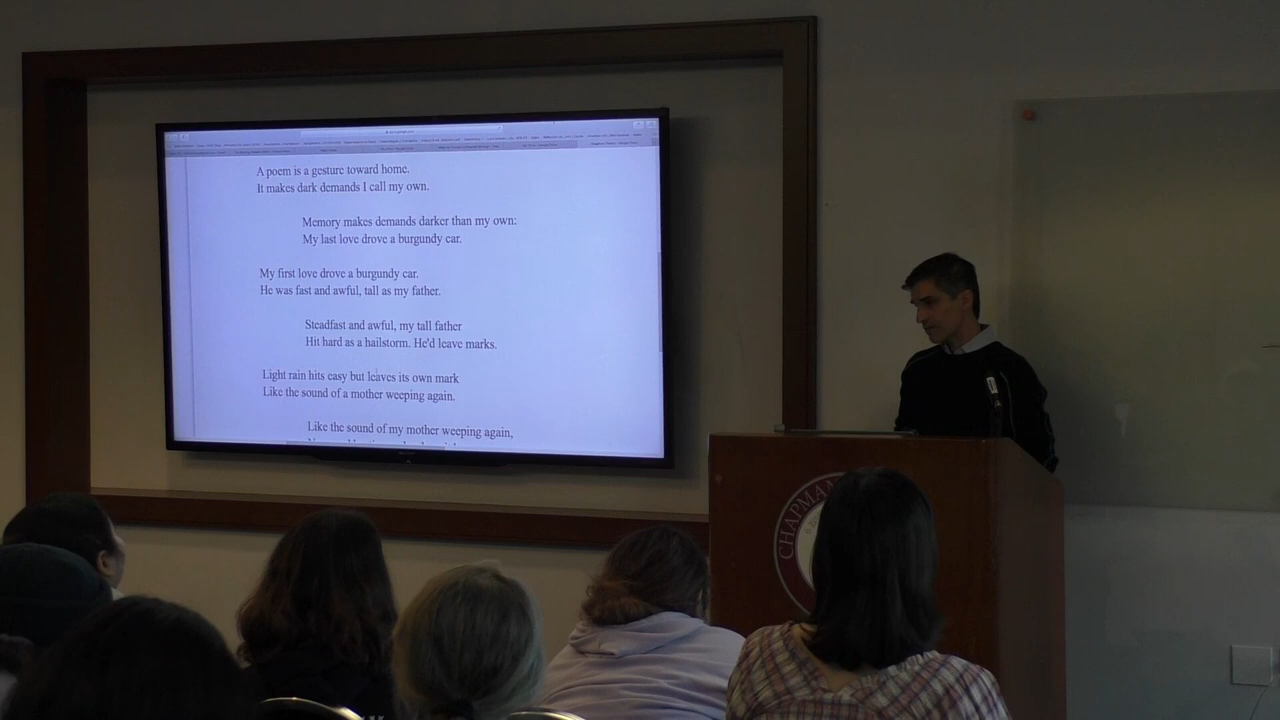 A poem is a gesture toward home.
It makes dark demands I call my own.
Memory makes demands darker than my own:
My last love drove a burgundy car.
My first love drove a burgundy car.
He was fast and awful, tall as my father.
Steadfast and awful, my tall father
Hit hard as a hailstorm. He'd leave marks.
Light rain hits easy but leaves its own mark
Like the sound of a mother weeping again.
Like the sound of my mother weeping again,
CHAPMAN